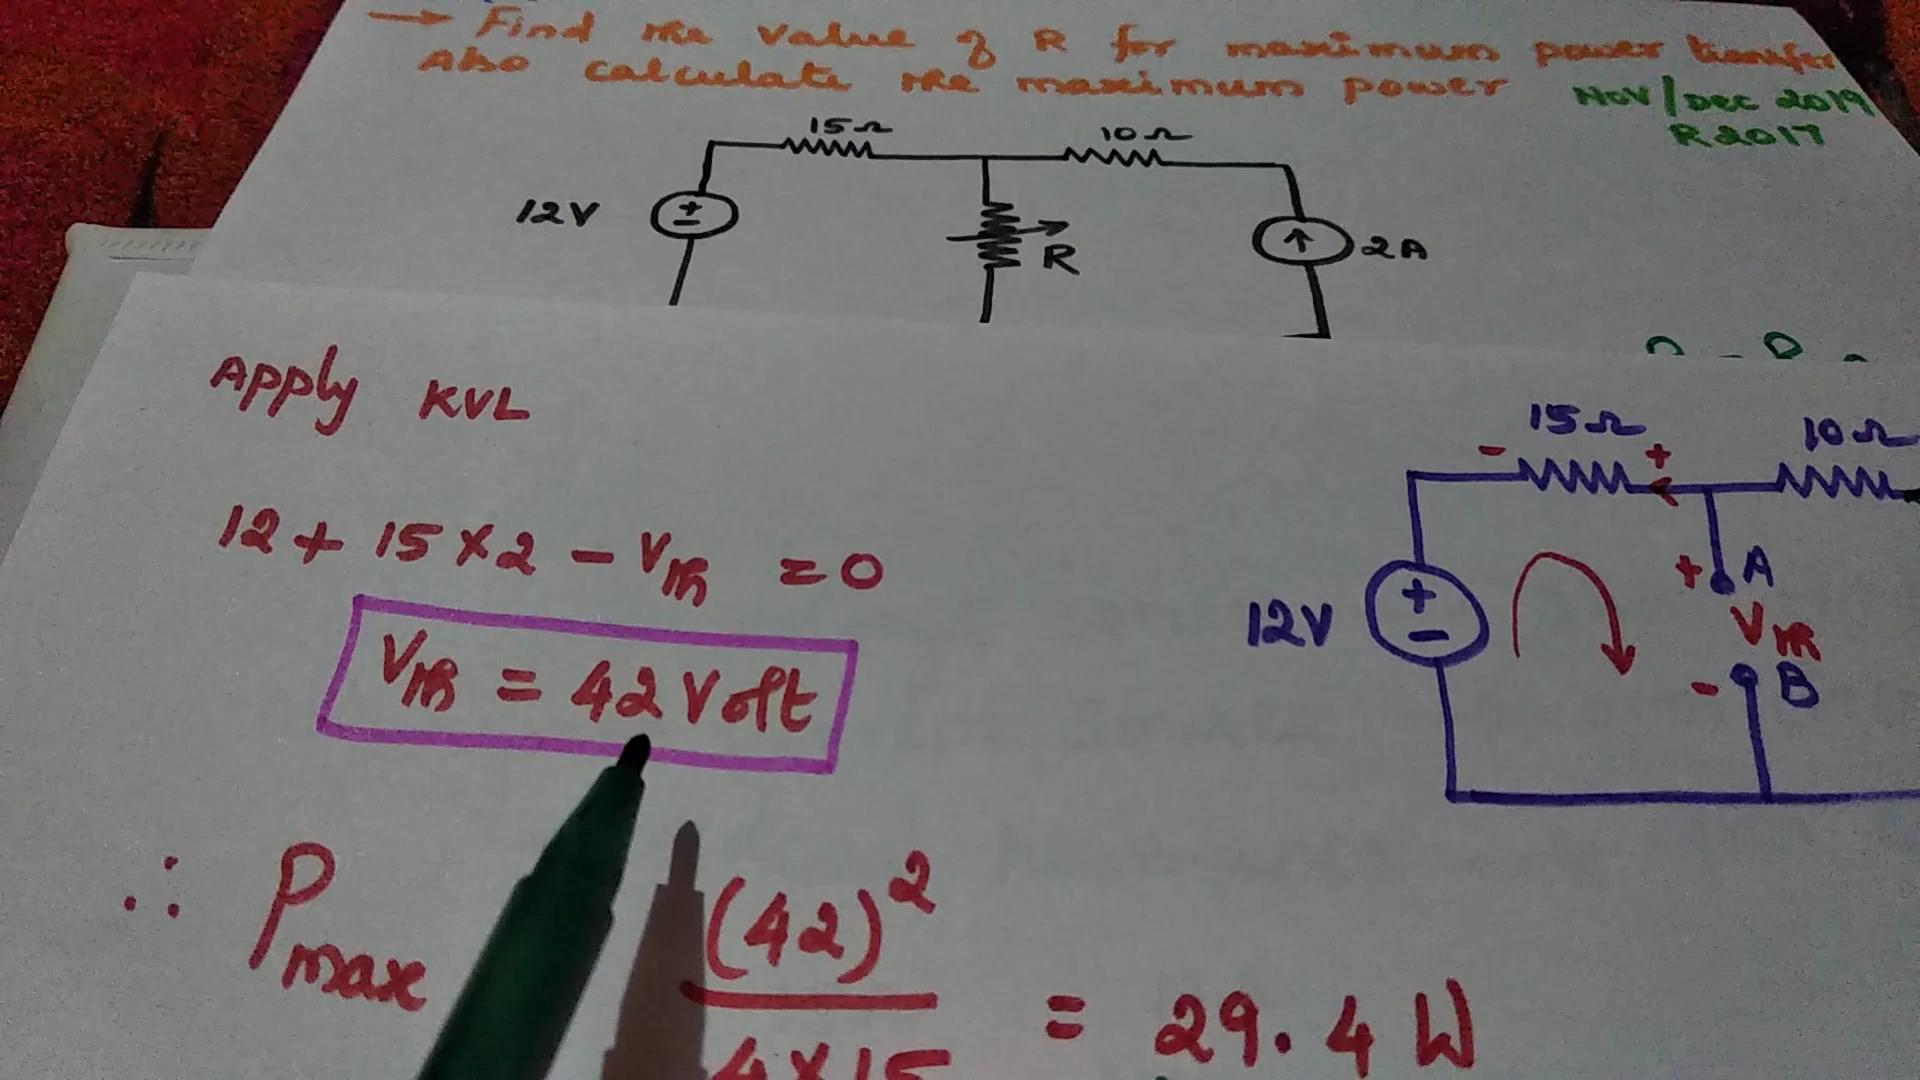 → Find the value of R for maximum power transfer
Also calculate the maximum power
NOV/DEC 2019
R2017
15Ω
10Ω
12V
+
-
R
↑
2A
Apply KVL
12 + 15 × 2 - VTh = 0
VTh = 42 Volt
∴ Pmax
(42)²
4×15
= 29.4 W
15Ω
10Ω
- +
12V
+
-
+ A
VTh
- B